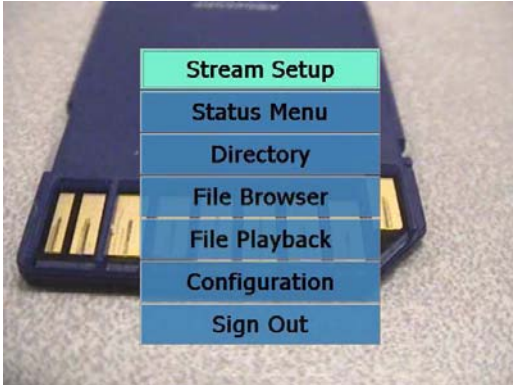 Stream Setup
Status Menu
Directory
File Browser
File Playback
Configuration
Sign Out